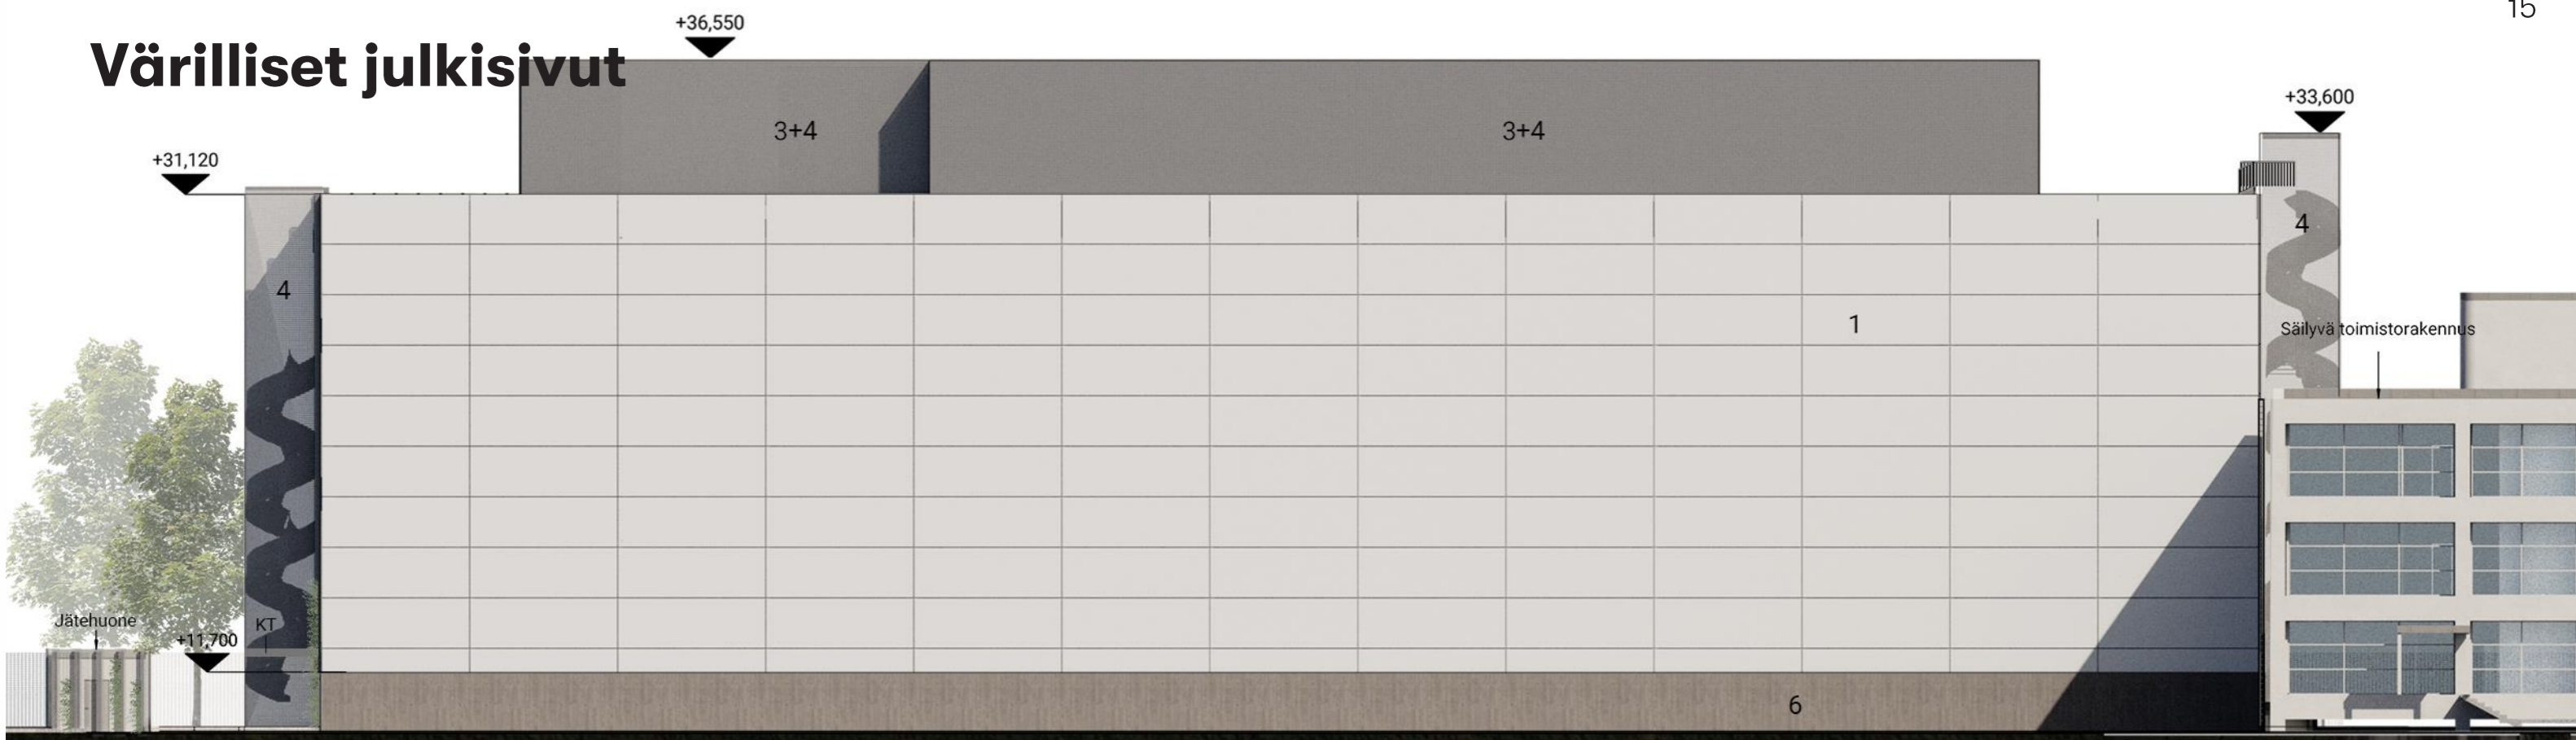 15
+36,550
Värilliset julkisivut
+33,600
3+4
3+4
+31,120
4
4
1
Säilyvä toimistorakennus
Jätehuone
KT
+11,700
6